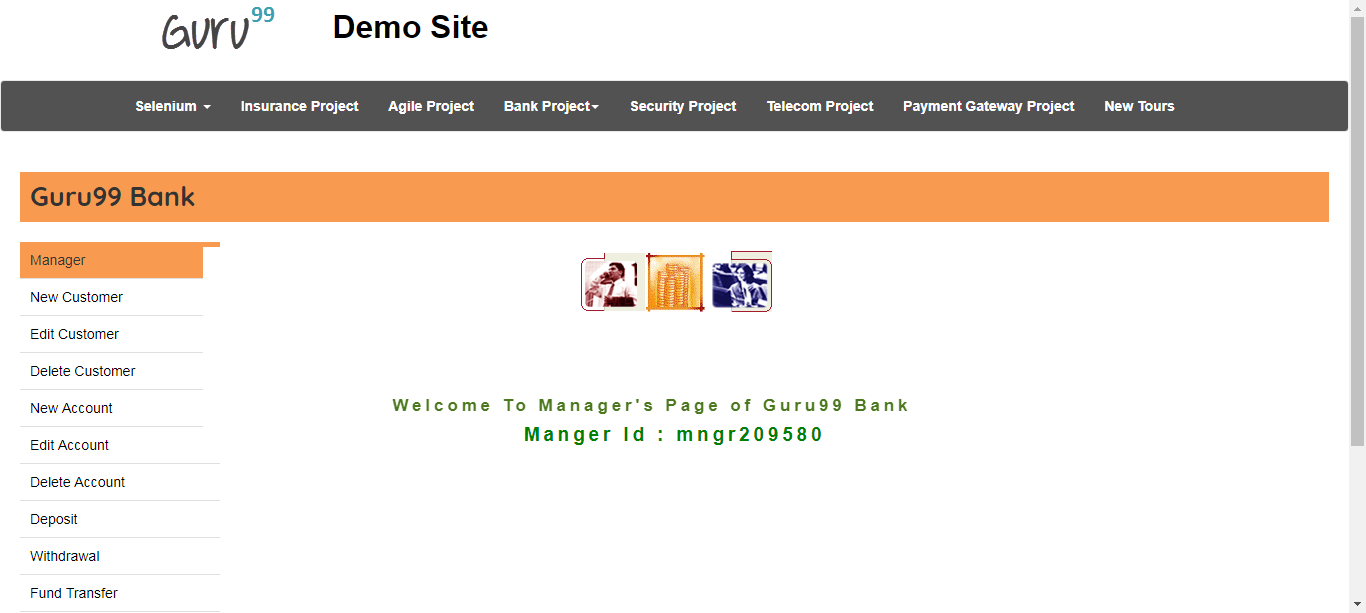 Guru99 Demo Site
Selenium Insurance Project Agile Project Bank Project Security Project Telecom Project Payment Gateway Project New Tours
Guru99 Bank
Manager
New Customer
Edit Customer
Delete Customer
New Account
Edit Account
Delete Account
Deposit
Withdrawal
Fund Transfer
Welcome To Manager's Page of Guru99 Bank
Manger Id : mngr209580